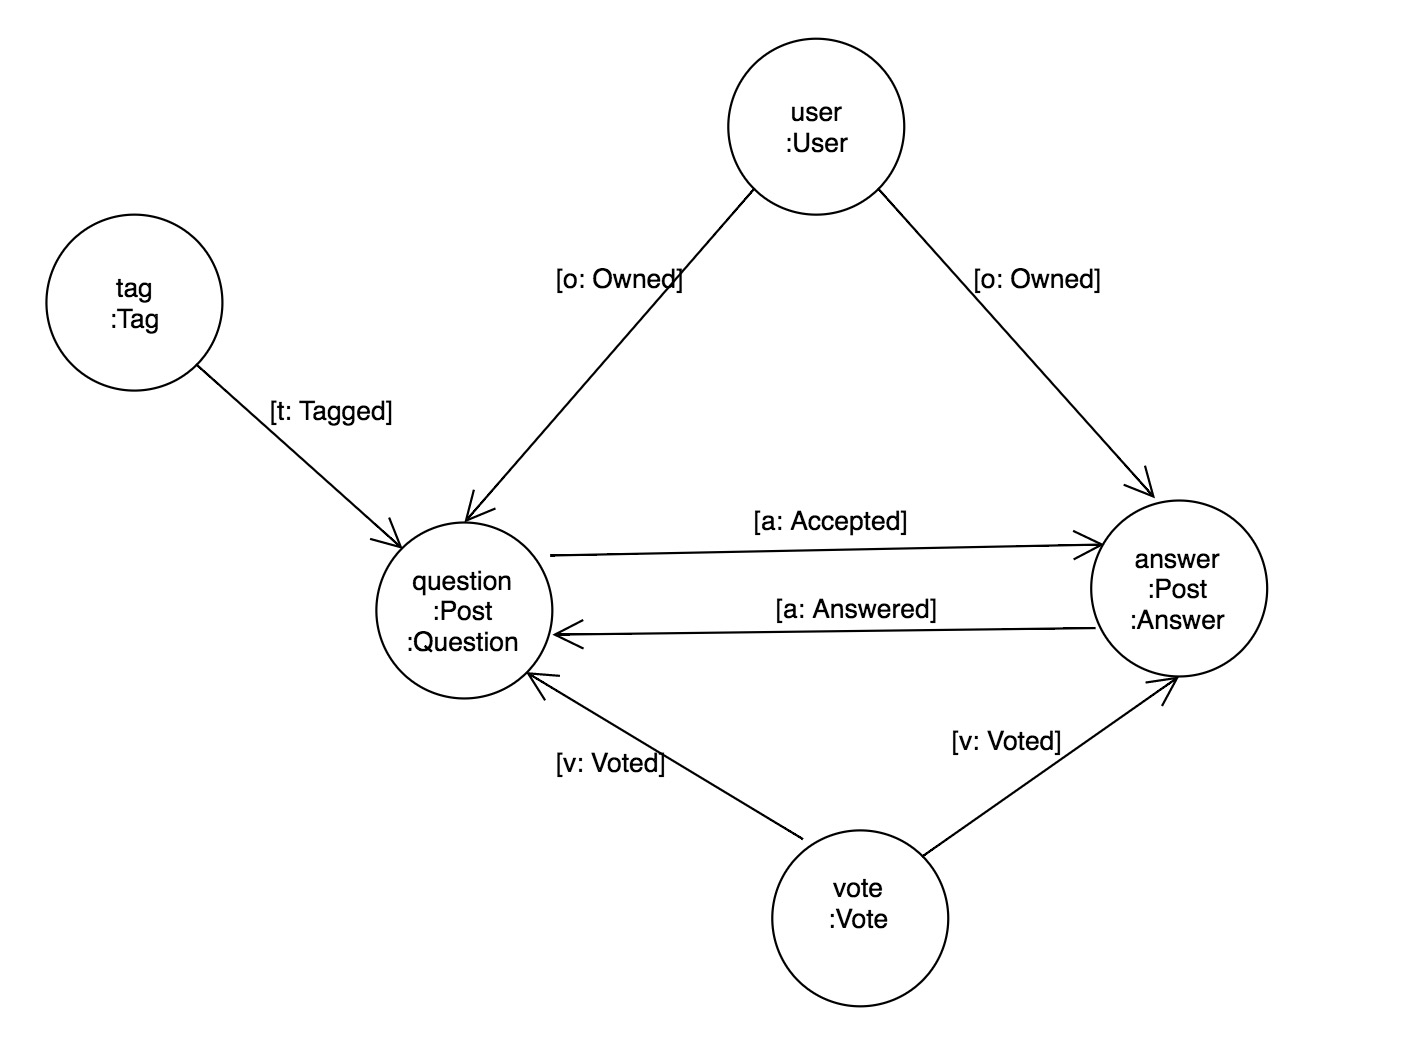 user
:User
tag
:Tag
[o: Owned]
[o: Owned]
[t: Tagged]
[a: Accepted]
question
:Post
:Question
answer
:Post
:Answer
[a: Answered]
[v: Voted]
[v: Voted]
vote
:Vote